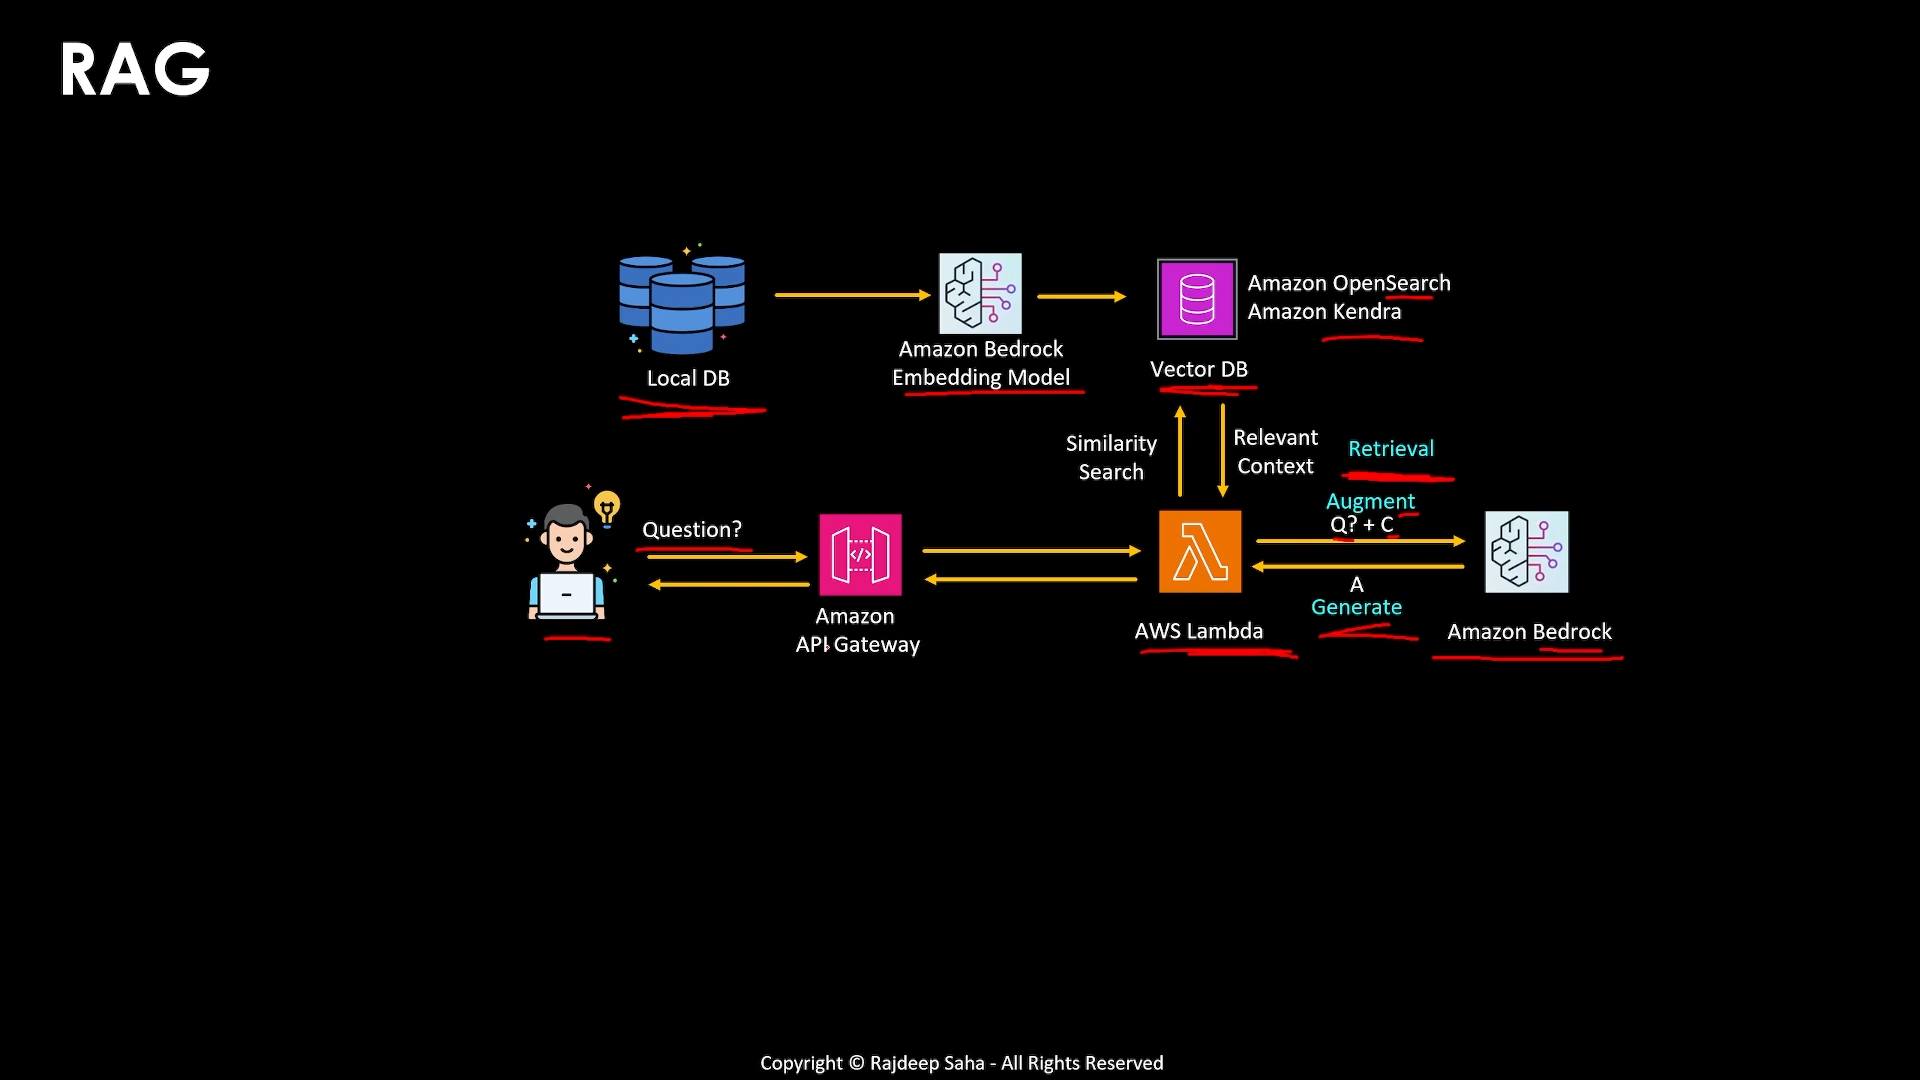 RAG
Amazon OpenSearch
Amazon Kendra
Amazon Bedrock
Embedding Model
Local DB
Vector DB
Similarity
Search
Relevant
Context
Retrieval
Augment
Q? + C
Question?
A
Generate
Amazon
API Gateway
AWS Lambda
Amazon Bedrock
Copyright © Rajdeep Saha - All Rights Reserved